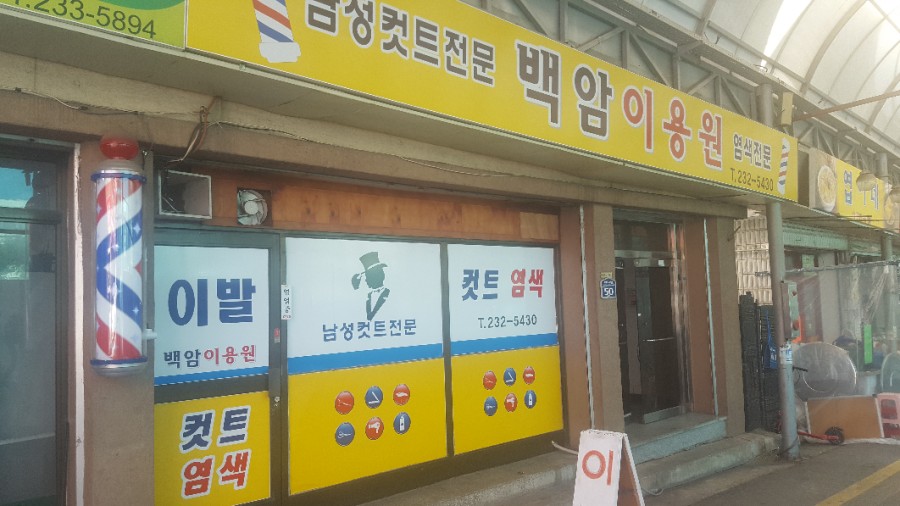 T.233-5894
남성컷트전문 백암이용원 염색전문
T.232-5430
이발
백암이용원
컷트
염색
남성컷트전문
컷트 염색
T.232-5430
50
이